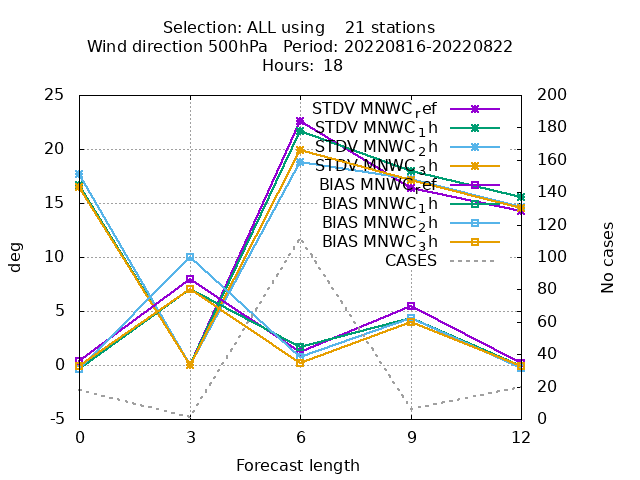 Selection: ALL using 21 stations
Wind direction 500hPa Period: 20220816-20220822
Hours: 18
25
20
15
10
5
0
-5
deg
200
180
160
140
120
100
80
60
40
20
0
No cases
STDV MNWC_ref
STDV MNWC_1h
STDV MNWC_2h
STDV MNWC_3h
BIAS MNWC_ref
BIAS MNWC_1h
BIAS MNWC_2h
BIAS MNWC_3h
CASES
0 3 6 9 12
Forecast length